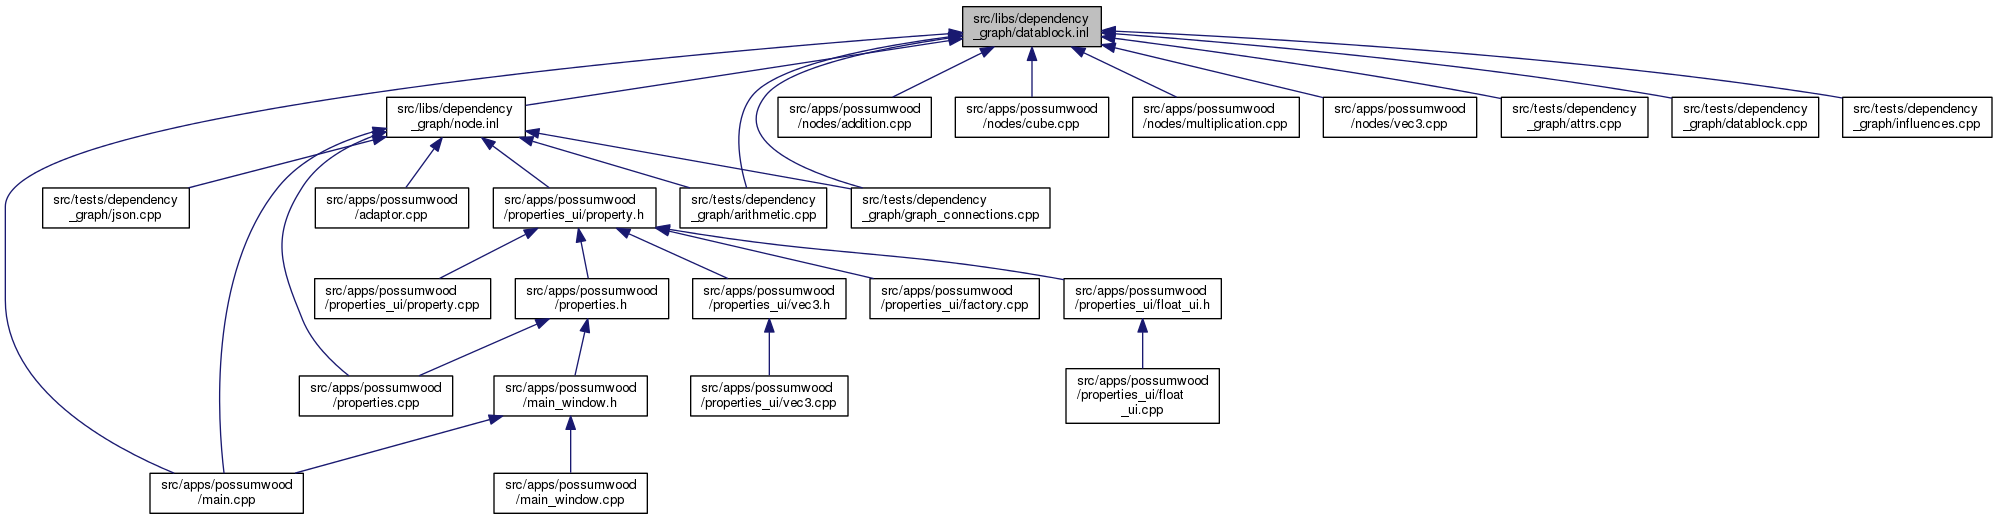 src/libs/dependency
_graph/datablock.inl
src/libs/dependency
_graph/node.inl
src/apps/possumwood
/nodes/addition.cpp
src/apps/possumwood
/nodes/cube.cpp
src/apps/possumwood
/nodes/multiplication.cpp
src/apps/possumwood
/nodes/vec3.cpp
src/tests/dependency
_graph/attrs.cpp
src/tests/dependency
_graph/datablock.cpp
src/tests/dependency
_graph/influences.cpp
src/tests/dependency
_graph/json.cpp
src/apps/possumwood
/adaptor.cpp
src/apps/possumwood
/properties_ui/property.h
src/tests/dependency
_graph/arithmetic.cpp
src/tests/dependency
_graph/graph_connections.cpp
src/apps/possumwood
/properties_ui/property.cpp
src/apps/possumwood
/properties.h
src/apps/possumwood
/properties_ui/vec3.h
src/apps/possumwood
/properties_ui/factory.cpp
src/apps/possumwood
/properties_ui/float_ui.h
src/apps/possumwood
/properties.cpp
src/apps/possumwood
/main_window.h
src/apps/possumwood
/properties_ui/vec3.cpp
src/apps/possumwood
/properties_ui/float
_ui.cpp
src/apps/possumwood
/main.cpp
src/apps/possumwood
/main_window.cpp